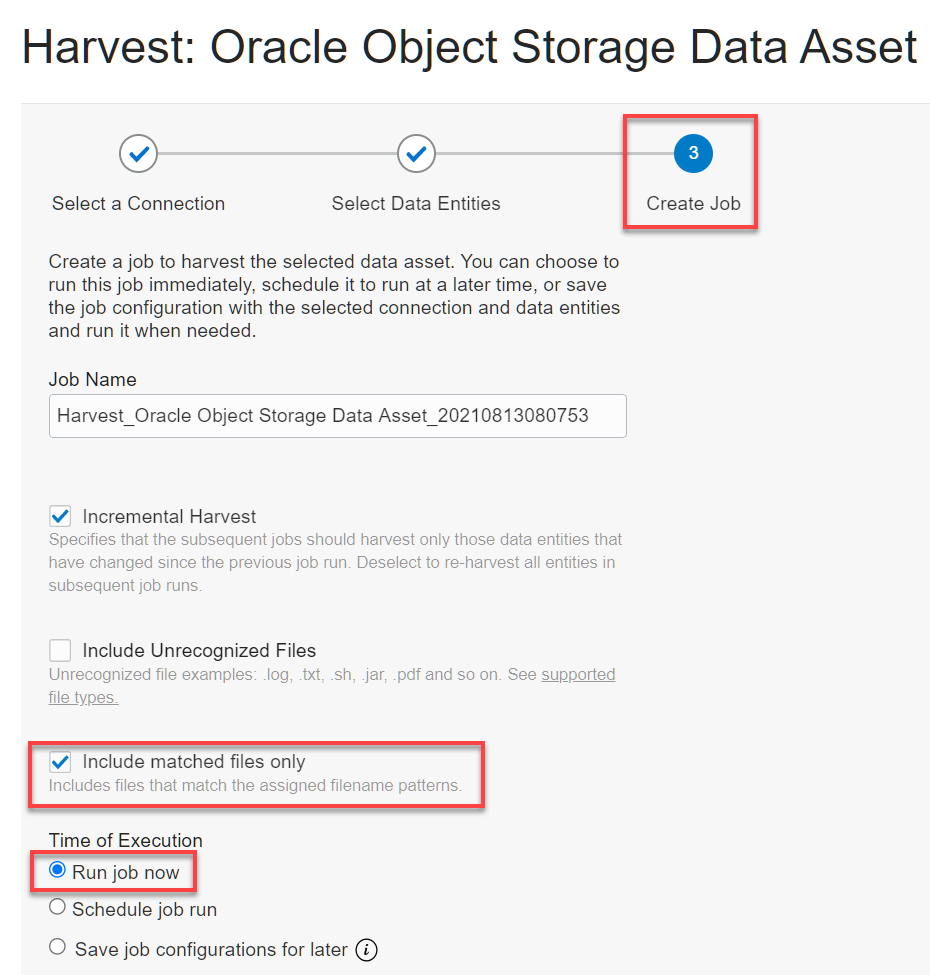 Harvest: Oracle Object Storage Data Asset
3
Select a Connection
Select Data Entities
Create Job
Create a job to harvest the selected data asset. You can choose to
run this job immediately, schedule it to run at a later time, or save
the job configuration with the selected connection and data entities
and run it when needed.
Job Name
Harvest_Oracle Object Storage Data Asset_20210813080753
Incremental Harvest
Specifies that the subsequent jobs should harvest only those data entities that
have changed since the previous job run. Deselect to re-harvest all entities in
subsequent job runs.
Include Unrecognized Files
Unrecognized file examples: .log, .txt, .sh, .jar, .pdf and so on. See supported
file types.
Include matched files only
Includes files that match the assigned filename patterns.
Time of Execution
Run job now
Schedule job run
Save job configurations for later i